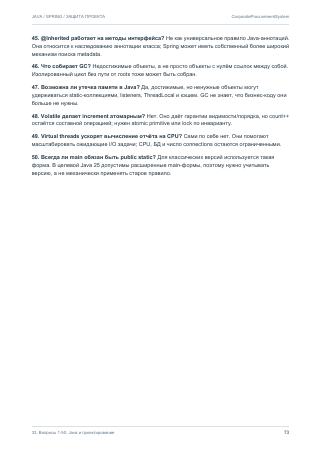 JAVA / SPRING / ЗАЩИТА ПРОЕКТА
CorporateProcurementSystem
45. @Inherited работает на методы интерфейса? Не как универсальное правило Java-аннотаций.
Она относится к наследованию аннотации класса; Spring может иметь собственный более широкий
механизм поиска metadata.
46. Что собирает GC? Недостижимые объекты, а не просто объекты с нулём ссылок между собой.
Изолированный цикл без пути от roots тоже может быть собран.
47. Возможна ли утечка памяти в Java? Да, достижимые, но ненужные объекты могут
удерживаться static-коллекциями, listeners, ThreadLocal и кэшем. GC не знает, что бизнес-коду они
больше не нужны.
48. Volatile делает increment атомарным? Нет. Оно даёт гарантии видимости/порядка, но count++
остаётся составной операцией; нужен atomic primitive или lock по инварианту.
49. Virtual threads ускорят вычисление отчёта на CPU? Сами по себе нет. Они помогают
масштабировать ожидающие I/O задачи; CPU, БД и число connections остаются ограниченными.
50. Всегда ли main обязан быть public static? Для классических версий используется такая
форма. В целевой Java 25 допустимы расширенные main-формы, поэтому нужно учитывать
версию, а не механически применять старое правило.
33. Вопросы 1-50: Java и проектирование
73